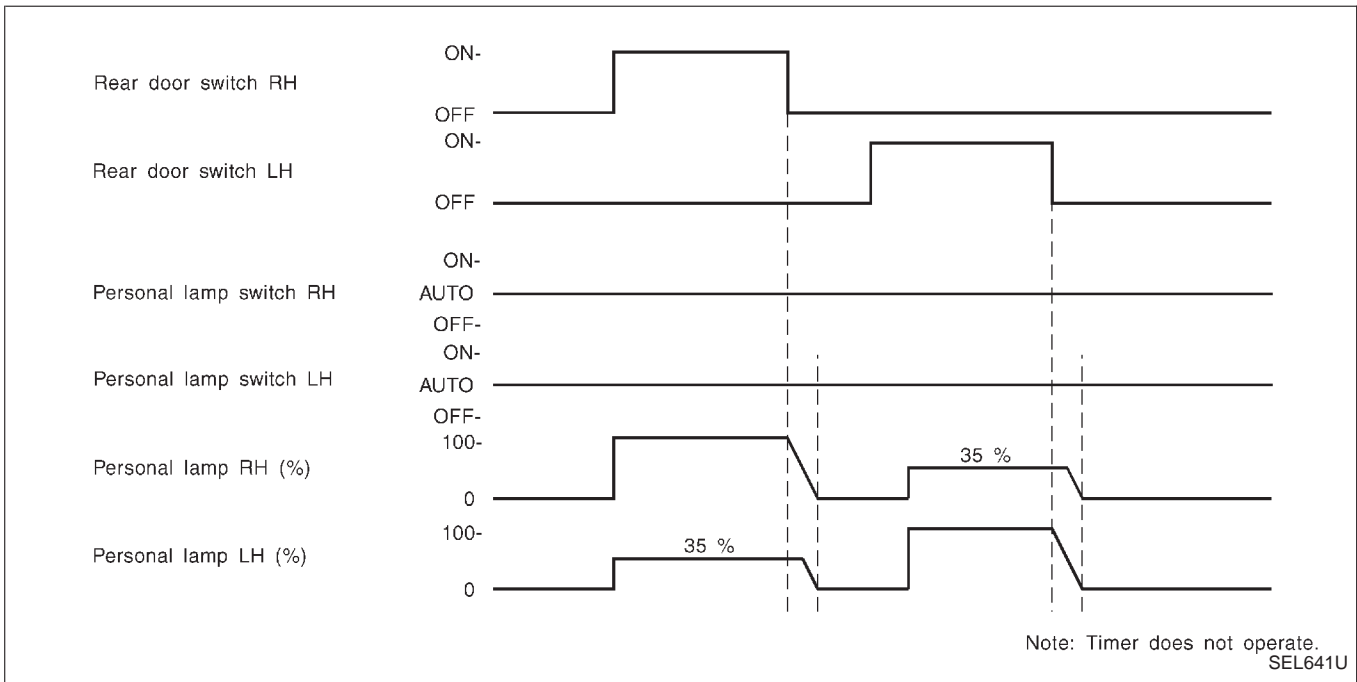 ON-
Rear door switch RH
OFF
ON-
Rear door switch LH
OFF
ON-
Personal lamp switch RH AUTO
OFF-
ON-
Personal lamp switch LH AUTO
OFF-
100-
Personal lamp RH (%) 35 %
0
100-
Personal lamp LH (%) 35 %
0
Note: Timer does not operate.
SEL641U